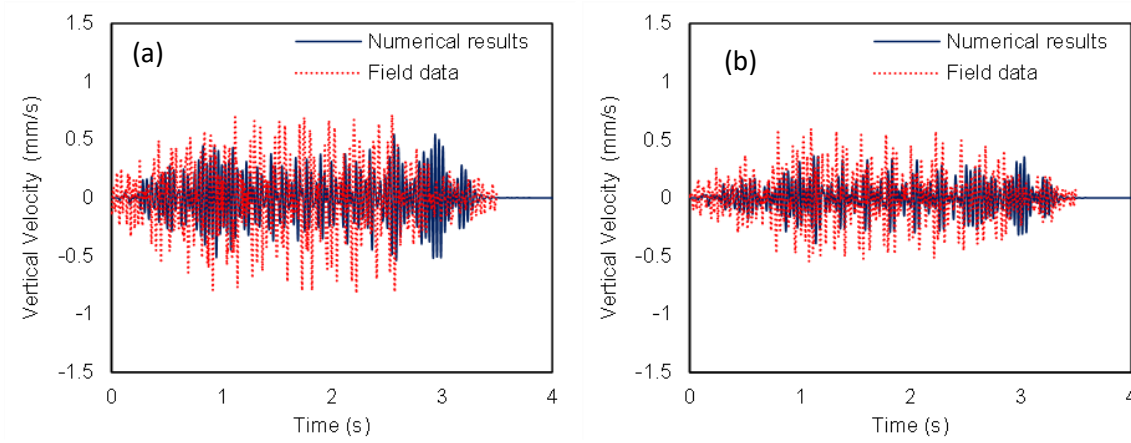 (a)
Numerical results
Field data
Vertical Velocity (mm/s)
1.5
1
0.5
0
-0.5
-1
-1.5
0 1 2 3 4
Time (s)
(b)
Numerical results
Field data
Vertical Velocity (mm/s)
1.5
1
0.5
0
-0.5
-1
-1.5
0 1 2 3 4
Time (s)